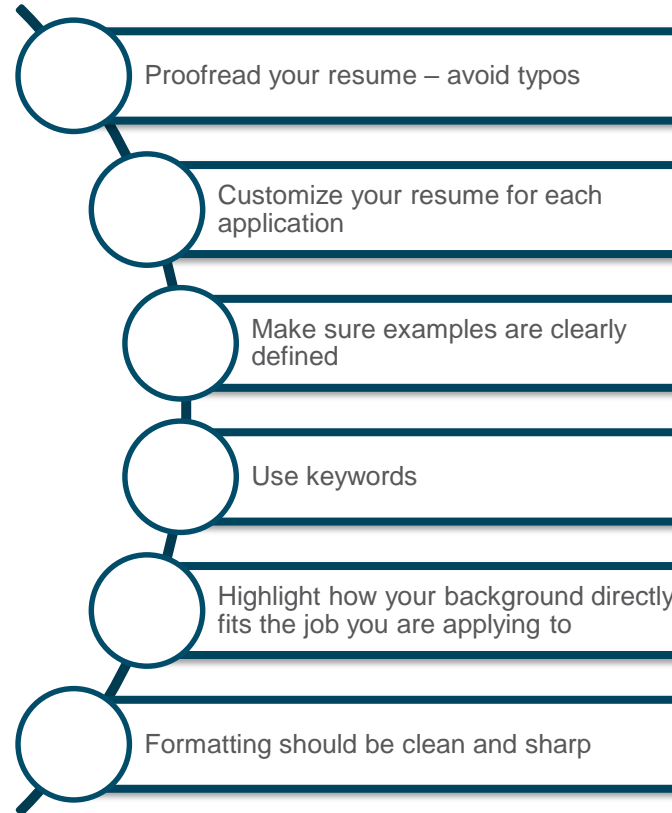 Proofread your resume – avoid typos
Customize your resume for each
application
Make sure examples are clearly
defined
Use keywords
Highlight how your background directly
fits the job you are applying to
Formatting should be clean and sharp